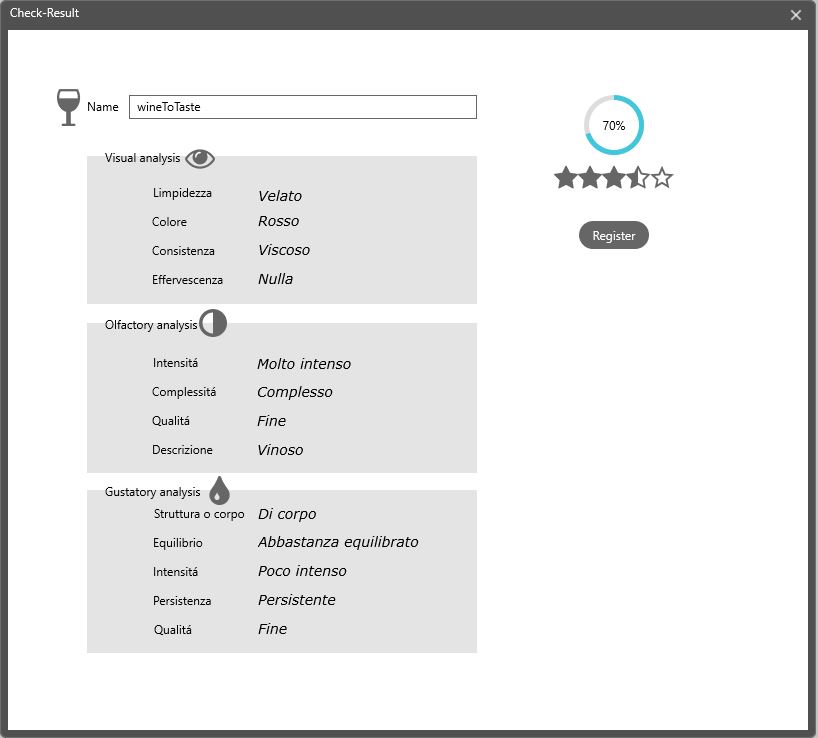 Check-Result
Name wineToTaste
70%
Register
Visual analysis
Limpidezza Velato
Colore Rosso
Consistenza Viscoso
Effervescenza Nulla
Olfactory analysis
Intensitá Molto intenso
Complessitá Complesso
Qualitá Fine
Descrizione Vinoso
Gustatory analysis
Struttura o corpo Di corpo
Equilibrio Abbastanza equilibrato
Intensitá Poco intenso
Persistenza Persistente
Qualitá Fine